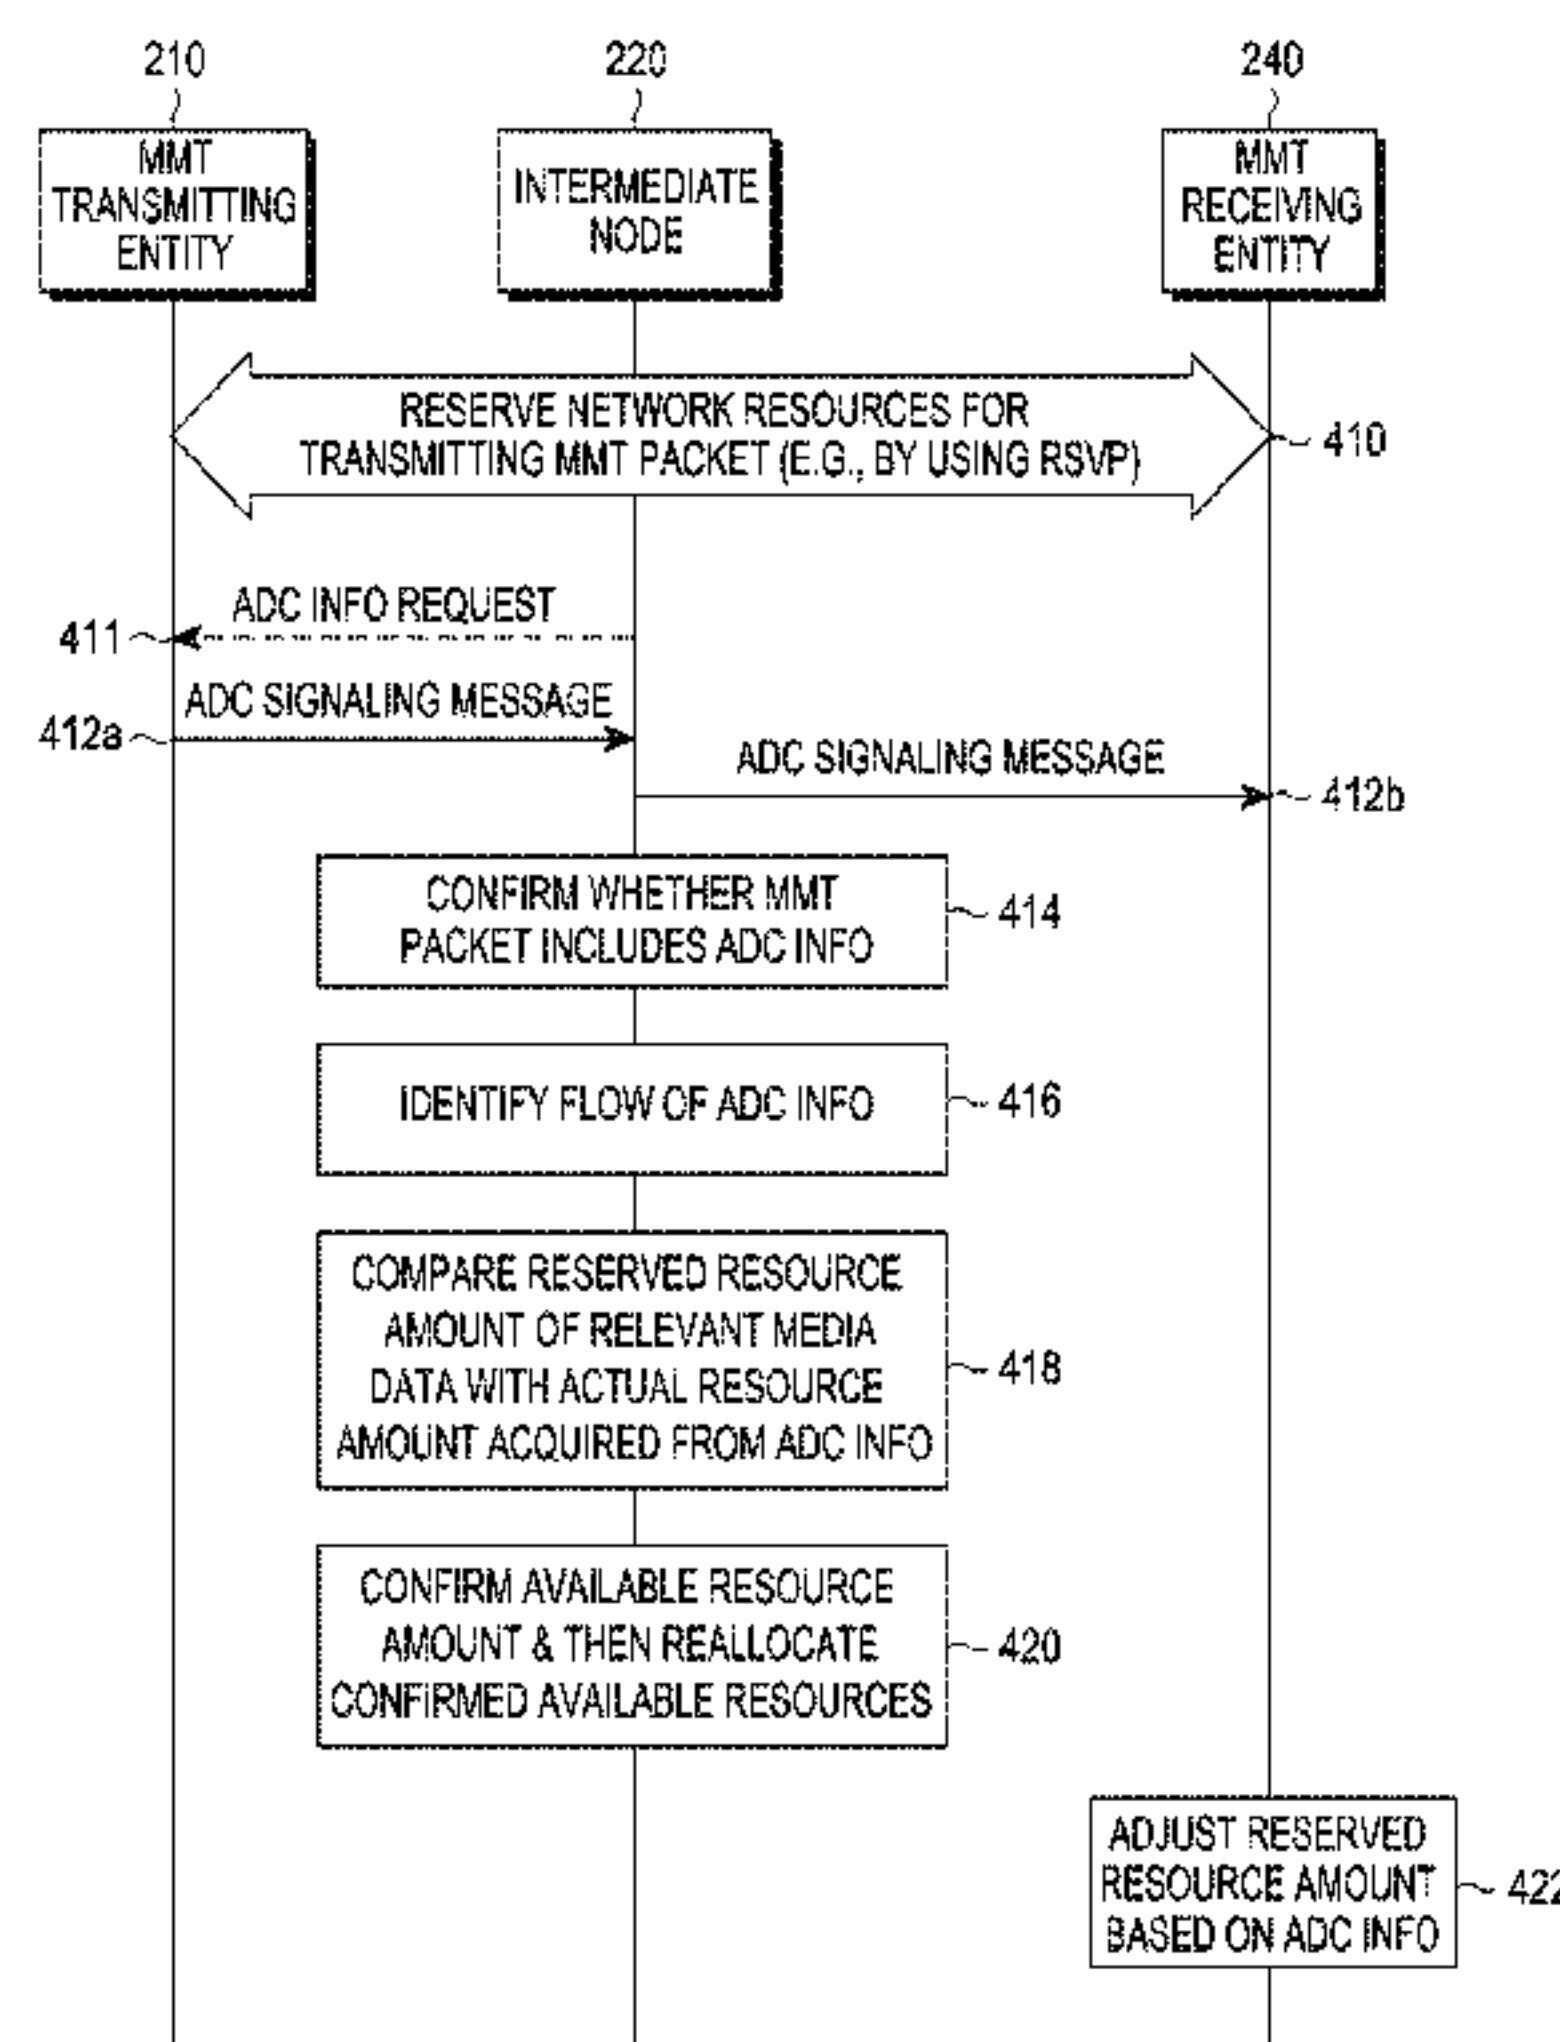 210
220
240
MMT
TRANSMITTING
ENTITY
INTERMEDIATE
NODE
MMT
RECEIVING
ENTITY
RESERVE NETWORK RESOURCES FOR
TRANSMITTING MMT PACKET (E.G., BY USING RSVP)
410
ADC INFO REQUEST
411
ADC SIGNALING MESSAGE
412a
ADC SIGNALING MESSAGE
412b
CONFIRM WHETHER MMT
PACKET INCLUDES ADC INFO
414
IDENTIFY FLOW OF ADC INFO
416
COMPARE RESERVED RESOURCE
AMOUNT OF RELEVANT MEDIA
DATA WITH ACTUAL RESOURCE
AMOUNT ACQUIRED FROM ADC INFO
418
CONFIRM AVAILABLE RESOURCE
AMOUNT & THEN REALLOCATE
CONFIRMED AVAILABLE RESOURCES
420
ADJUST RESERVED
RESOURCE AMOUNT
BASED ON ADC INFO
422